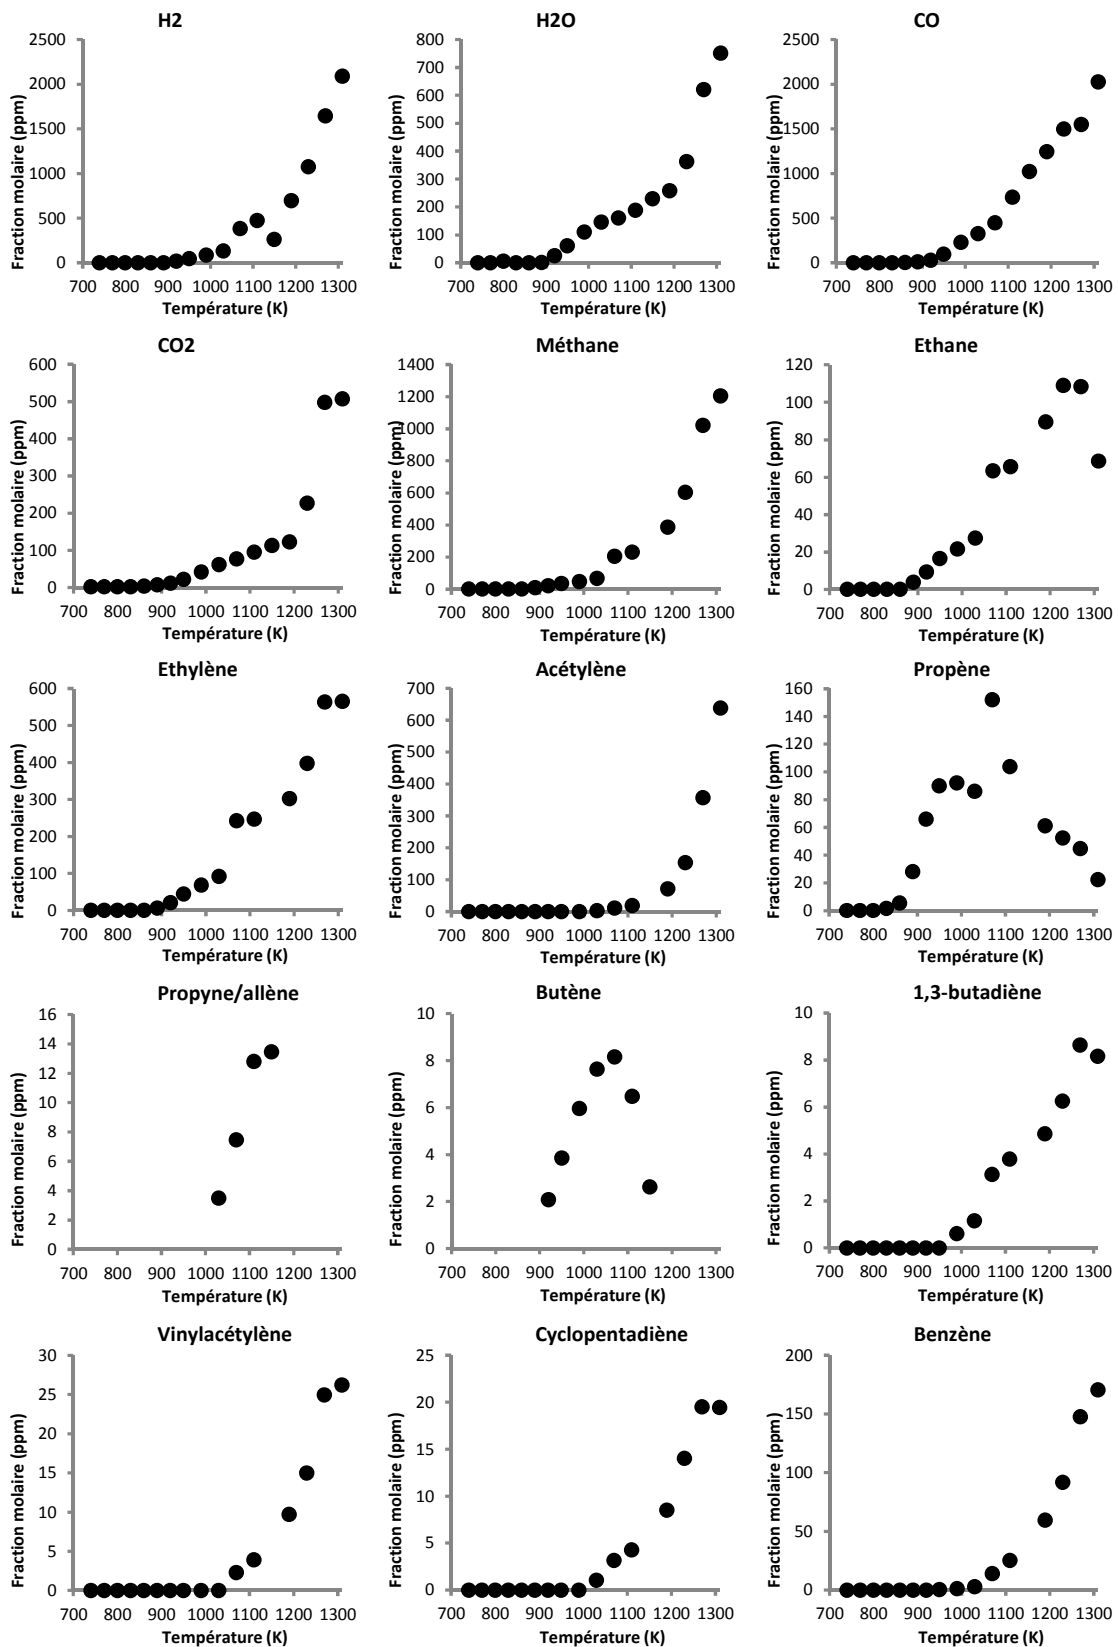 H2
Fraction molaire (ppm)
2500
2000
1500
1000
500
0
700 800 900 1000 1100 1200 1300
Température (K)
H2O
Fraction molaire (ppm)
800
700
600
500
400
300
200
100
0
700 800 900 1000 1100 1200 1300
Température (K)
CO
Fraction molaire (ppm)
2500
2000
1500
1000
500
0
700 800 900 1000 1100 1200 1300
Température (K)
CO2
Fraction molaire (ppm)
600
500
400
300
200
100
0
700 800 900 1000 1100 1200 1300
Température (K)
Méthane
Fraction molaire (ppm)
1400
1200
1000
800
600
400
200
0
700 800 900 1000 1100 1200 1300
Température (K)
Ethane
Fraction molaire (ppm)
120
100
80
60
40
20
0
700 800 900 1000 1100 1200 1300
Température (K)
Ethylène
Fraction molaire (ppm)
600
500
400
300
200
100
0
700 800 900 1000 1100 1200 1300
Température (K)
Acétylène
Fraction molaire (ppm)
700
600
500
400
300
200
100
0
700 800 900 1000 1100 1200 1300
Température (K)
Propène
Fraction molaire (ppm)
160
140
120
100
80
60
40
20
0
700 800 900 1000 1100 1200 1300
Température (K)
Propyne/allène
Fraction molaire (ppm)
16
14
12
10
8
6
4
2
0
700 800 900 1000 1100 1200 1300
Température (K)
Butène
Fraction molaire (ppm)
10
8
6
4
2
0
700 800 900 1000 1100 1200 1300
Température (K)
1,3-butadiène
Fraction molaire (ppm)
10
8
6
4
2
0
700 800 900 1000 1100 1200 1300
Température (K)
Vinylacétylène
Fraction molaire (ppm)
30
25
20
15
10
5
0
700 800 900 1000 1100 1200 1300
Température (K)
Cyclopentadiène
Fraction molaire (ppm)
25
20
15
10
5
0
700 800 900 1000 1100 1200 1300
Température (K)
Benzène
Fraction molaire (ppm)
200
150
100
50
0
700 800 900 1000 1100 1200 1300
Température (K)